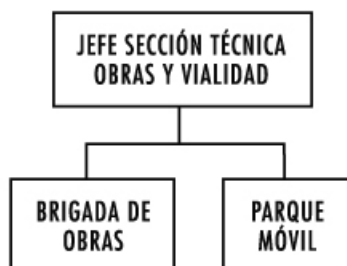 JEFE SECCIÓN TÉCNICA
OBRAS Y VIALIDAD
BRIGADA DE
OBRAS
PARQUE
MÓVIL